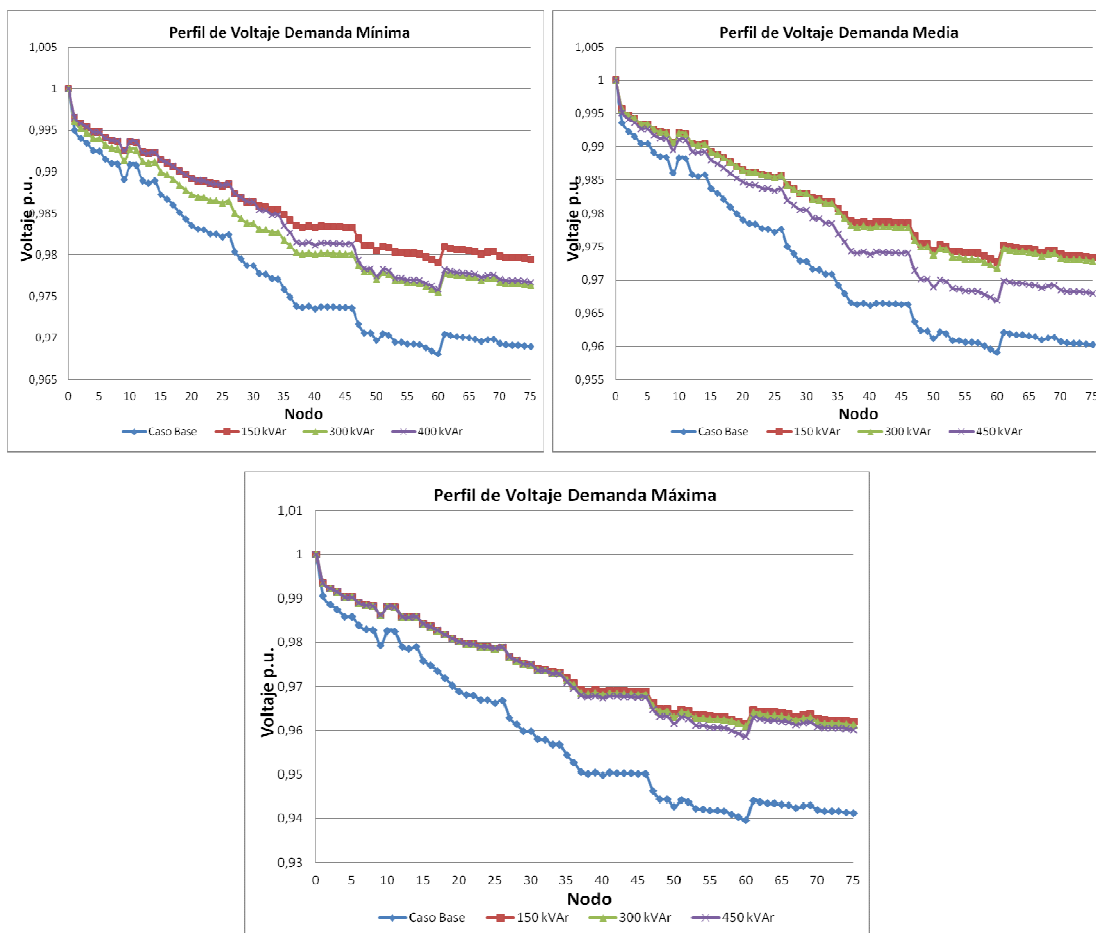 Perfil de Voltaje Demanda Mínima
1,005
1
0,995
0,99
0,985
0,98
0,975
0,97
0,965
Voltaje p.u.
0 5 10 15 20 25 30 35 40 45 50 55 60 65 70 75
Nodo
Caso Base 150 kVAr 300 kVAr 400 kVAr
Perfil de Voltaje Demanda Media
1,005
1
0,995
0,99
0,985
0,98
0,975
0,97
0,965
0,96
0,955
Voltaje p.u.
0 5 10 15 20 25 30 35 40 45 50 55 60 65 70 75
Nodo
Caso Base 150 kVAr 300 kVAr 450 kVAr
Perfil de Voltaje Demanda Máxima
1,01
1
0,99
0,98
0,97
0,96
0,95
0,94
0,93
Voltaje p.u.
0 5 10 15 20 25 30 35 40 45 50 55 60 65 70 75
Nodo
Caso Base 150 kVAr 300 kVAr 450 kVAr